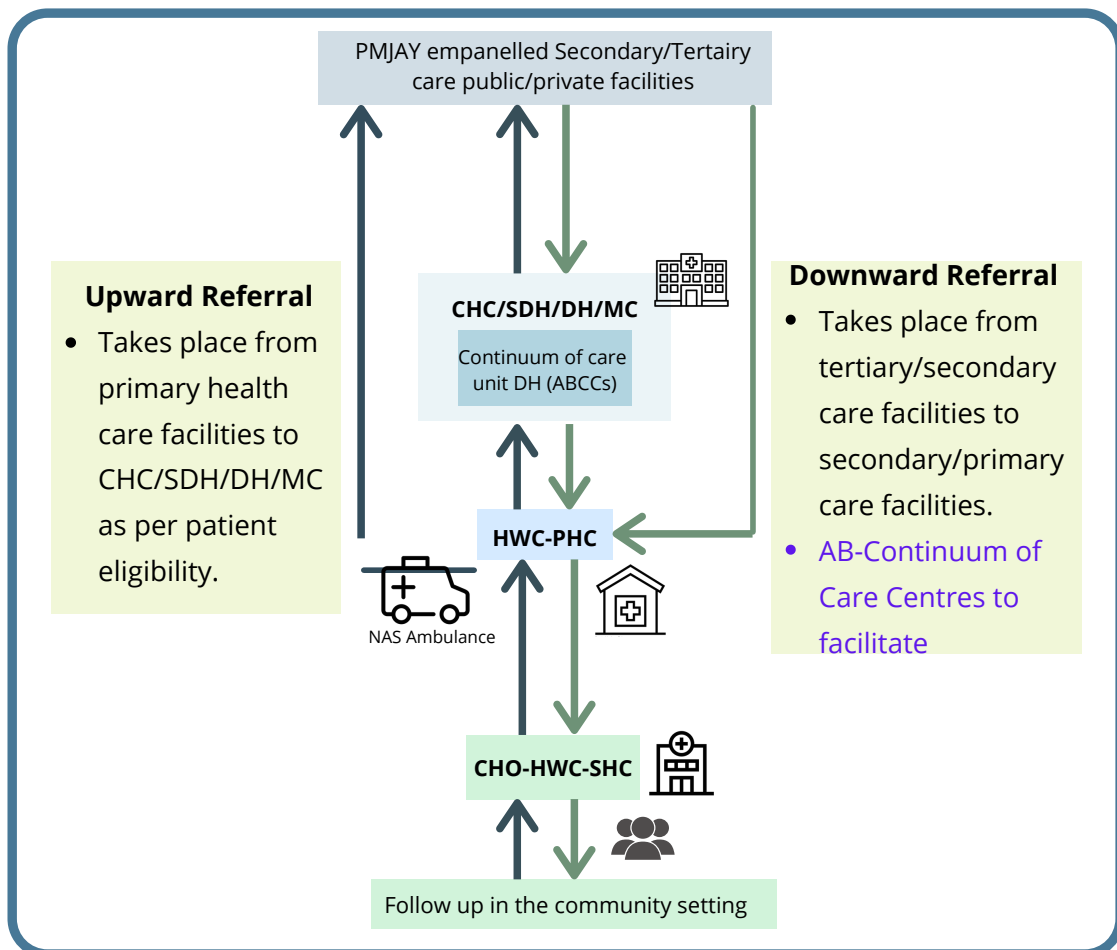 PMJAY empanelled Secondary/Tertairy
care public/private facilities
Upward Referral
• Takes place from
primary health
care facilities to
CHC/SDH/DH/MC
as per patient
eligibility.
CHC/SDH/DH/MC
Continuum of care
unit DH (ABCCs)
Downward Referral
• Takes place from
tertiary/secondary
care facilities to
secondary/primary
care facilities.
• AB-Continuum of
Care Centres to
facilitate
HWC-PHC
NAS Ambulance
CHO-HWC-SHC
Follow up in the community setting